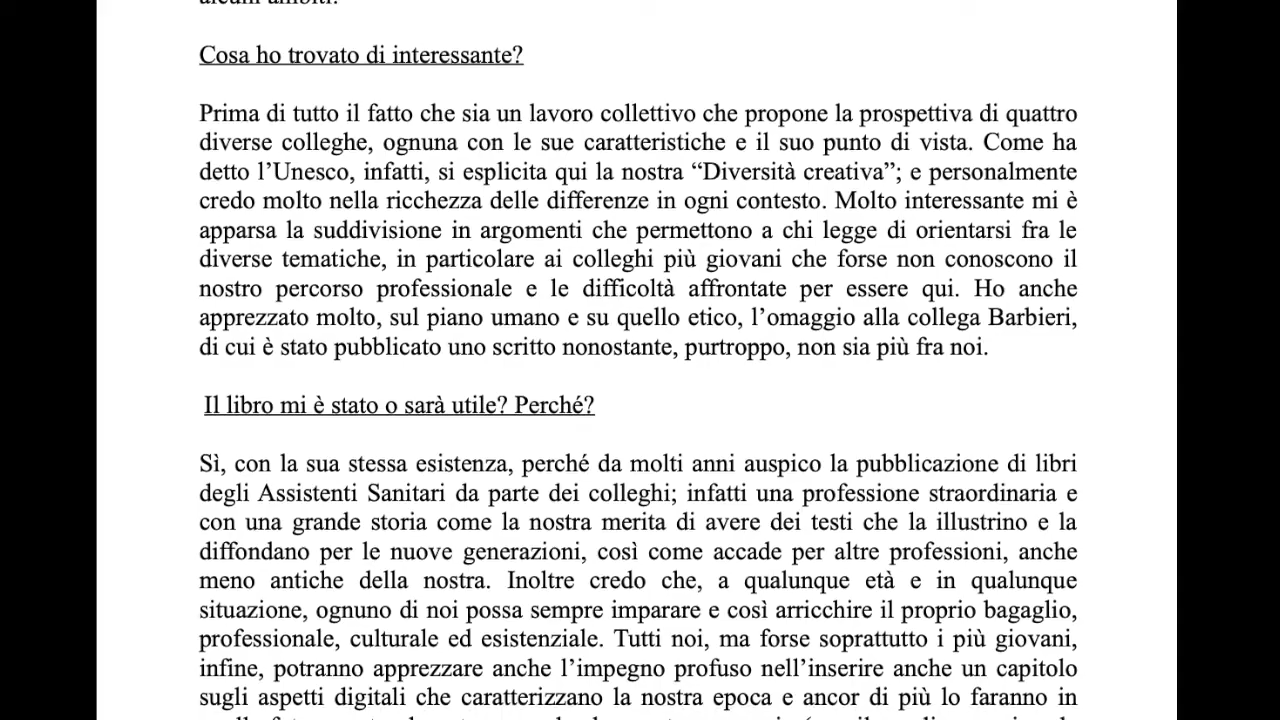 alcuni ambiti.
Cosa ho trovato di interessante?
Prima di tutto il fatto che sia un lavoro collettivo che propone la prospettiva di quattro
diverse colleghe, ognuna con le sue caratteristiche e il suo punto di vista. Come ha
detto l’Unesco, infatti, si esplicita qui la nostra “Diversità creativa”; e personalmente
credo molto nella ricchezza delle differenze in ogni contesto. Molto interessante mi è
apparsa la suddivisione in argomenti che permettono a chi legge di orientarsi fra le
diverse tematiche, in particolare ai colleghi più giovani che forse non conoscono il
nostro percorso professionale e le difficoltà affrontate per essere qui. Ho anche
apprezzato molto, sul piano umano e su quello etico, l’omaggio alla collega Barbieri,
di cui è stato pubblicato uno scritto nonostante, purtroppo, non sia più fra noi.
Il libro mi è stato o sarà utile? Perché?
Sì, con la sua stessa esistenza, perché da molti anni auspico la pubblicazione di libri
degli Assistenti Sanitari da parte dei colleghi; infatti una professione straordinaria e
con una grande storia come la nostra merita di avere dei testi che la illustrino e la
diffondano per le nuove generazioni, così come accade per altre professioni, anche
meno antiche della nostra. Inoltre credo che, a qualunque età e in qualunque
situazione, ognuno di noi possa sempre imparare e così arricchire il proprio bagaglio,
professionale, culturale ed esistenziale. Tutti noi, ma forse soprattutto i più giovani,
infine, potranno apprezzare anche l’impegno profuso nell’inserire anche un capitolo
sugli aspetti digitali che caratterizzano la nostra epoca e ancor di più lo faranno in